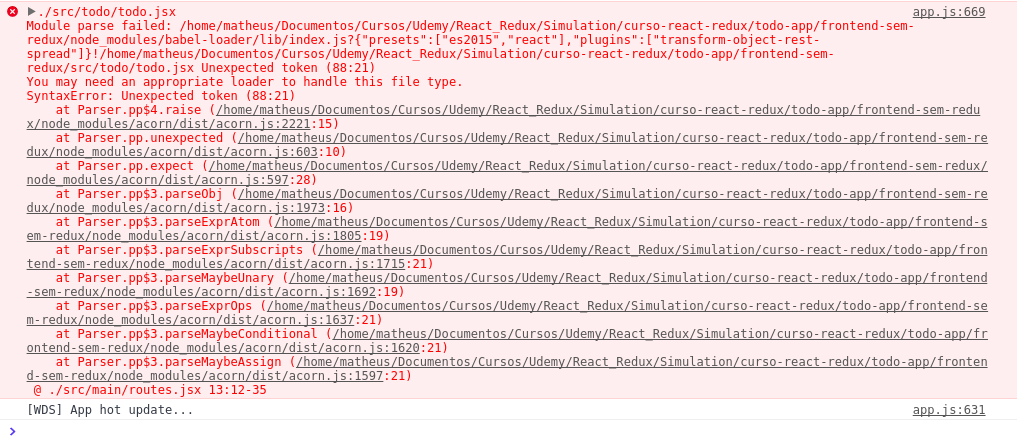 ./src/todo/todo.jsx app.js:669
Module parse failed: /home/matheus/Documentos/Cursos/Udemy/React_Redux/Simulation/curso-react-redux/todo-app/frontend-sem-
redux/node_modules/babel-loader/lib/index.js?{"presets":["es2015","react"],"plugins":["transform-object-rest-
spread"]}!/home/matheus/Documentos/Cursos/Udemy/React_Redux/Simulation/curso-react-redux/todo-app/frontend-sem-
redux/src/todo/todo.jsx Unexpected token (88:21)
You may need an appropriate loader to handle this file type.
SyntaxError: Unexpected token (88:21)
at Parser.pp$4.raise (/home/matheus/Documentos/Cursos/Udemy/React_Redux/Simulation/curso-react-redux/todo-app/frontend-sem-redu
x/node_modules/acorn/dist/acorn.js:2221:15)
at Parser.pp.unexpected (/home/matheus/Documentos/Cursos/Udemy/React_Redux/Simulation/curso-react-redux/todo-app/frontend-sem-re
dux/node_modules/acorn/dist/acorn.js:603:10)
at Parser.pp.expect (/home/matheus/Documentos/Cursos/Udemy/React_Redux/Simulation/curso-react-redux/todo-app/frontend-sem-redux/
node_modules/acorn/dist/acorn.js:597:28)
at Parser.pp$3.parseObj (/home/matheus/Documentos/Cursos/Udemy/React_Redux/Simulation/curso-react-redux/todo-app/frontend-sem-re
dux/node_modules/acorn/dist/acorn.js:1973:16)
at Parser.pp$3.parseExprAtom (/home/matheus/Documentos/Cursos/Udemy/React_Redux/Simulation/curso-react-redux/todo-app/frontend-s
em-redux/node_modules/acorn/dist/acorn.js:1805:19)
at Parser.pp$3.parseExprSubscripts (/home/matheus/Documentos/Cursos/Udemy/React_Redux/Simulation/curso-react-redux/todo-app/fron
tend-sem-redux/node_modules/acorn/dist/acorn.js:1715:21)
at Parser.pp$3.parseMaybeUnary (/home/matheus/Documentos/Cursos/Udemy/React_Redux/Simulation/curso-react-redux/todo-app/frontend
-sem-redux/node_modules/acorn/dist/acorn.js:1692:19)
at Parser.pp$3.parseExprOps (/home/matheus/Documentos/Cursos/Udemy/React_Redux/Simulation/curso-react-redux/todo-app/frontend-se
m-redux/node_modules/acorn/dist/acorn.js:1637:21)
at Parser.pp$3.parseMaybeConditional (/home/matheus/Documentos/Cursos/Udemy/React_Redux/Simulation/curso-react-redux/todo-app/fr
ontend-sem-redux/node_modules/acorn/dist/acorn.js:1620:21)
at Parser.pp$3.parseMaybeAssign (/home/matheus/Documentos/Cursos/Udemy/React_Redux/Simulation/curso-react-redux/todo-app/fronten
d-sem-redux/node_modules/acorn/dist/acorn.js:1597:21)
@ ./src/main/routes.jsx 13:12-35
[WDS] App hot update... app.js:631